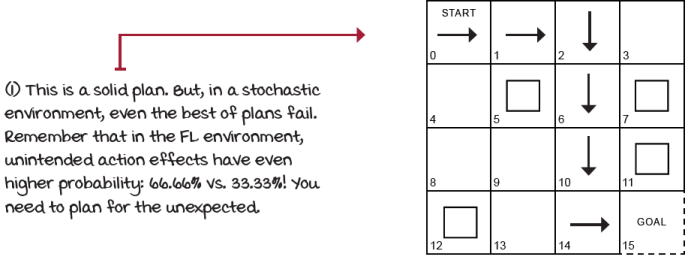 (1) This is a solid plan. But, in a stochastic
environment, even the best of plans fail.
Remember that in the FL environment,
unintended action effects have even
higher probability: 66.66% vs. 33.33%! You
need to plan for the unexpected.
START
0 1 2 3
4 5 6 7
8 9 10 11
GOAL
12 13 14 15